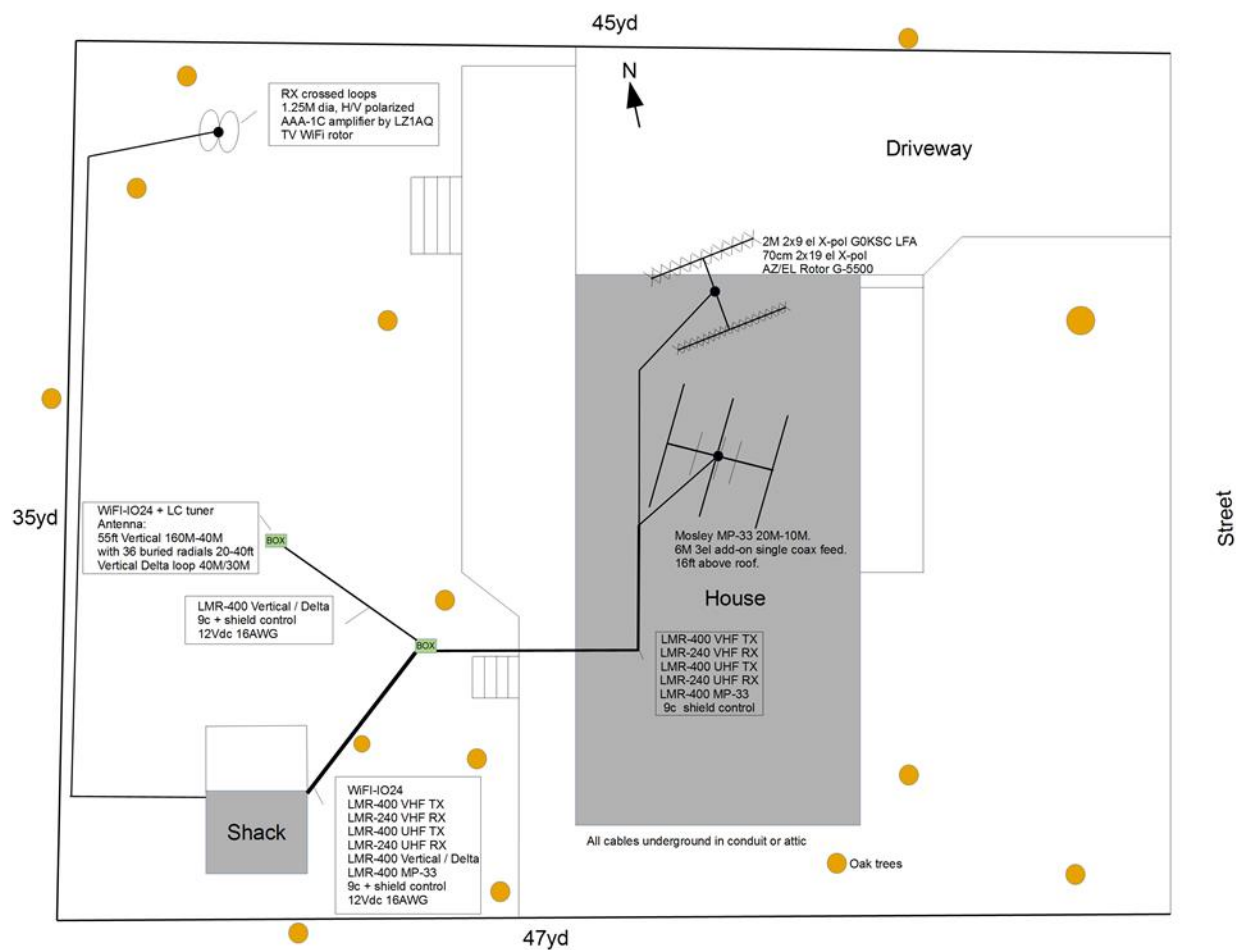 45yd
N
RX crossed loops
1.25M dia, H/V polarized
AAA-1C amplifier by LZ1AQ
TV WiFi rotor
Driveway
2M 2x9 el X-pol G0KSC LFA
70cm 2x19 el X-pol
AZ/EL Rotor G-5500
35yd
WiFI-IO24 + LC tuner
Antenna:
55ft Vertical 160M-40M
with 36 buried radials 20-40ft
Vertical Delta loop 40M/30M
BOX
Street
Mosley MP-33 20M-10M.
6M 3el add-on single coax feed.
16ft above roof.
House
LMR-400 Vertical / Delta
9c + shield control
12Vdc 16AWG
BOX
LMR-400 VHF TX
LMR-240 VHF RX
LMR-400 UHF TX
LMR-240 UHF RX
LMR-400 MP-33
9c shield control
Shack
WiFI-IO24
LMR-400 VHF TX
LMR-240 VHF RX
LMR-400 UHF TX
LMR-240 UHF RX
LMR-400 Vertical / Delta
LMR-400 MP-33
9c + shield control
12Vdc 16AWG
All cables underground in conduit or attic
Oak trees
47yd